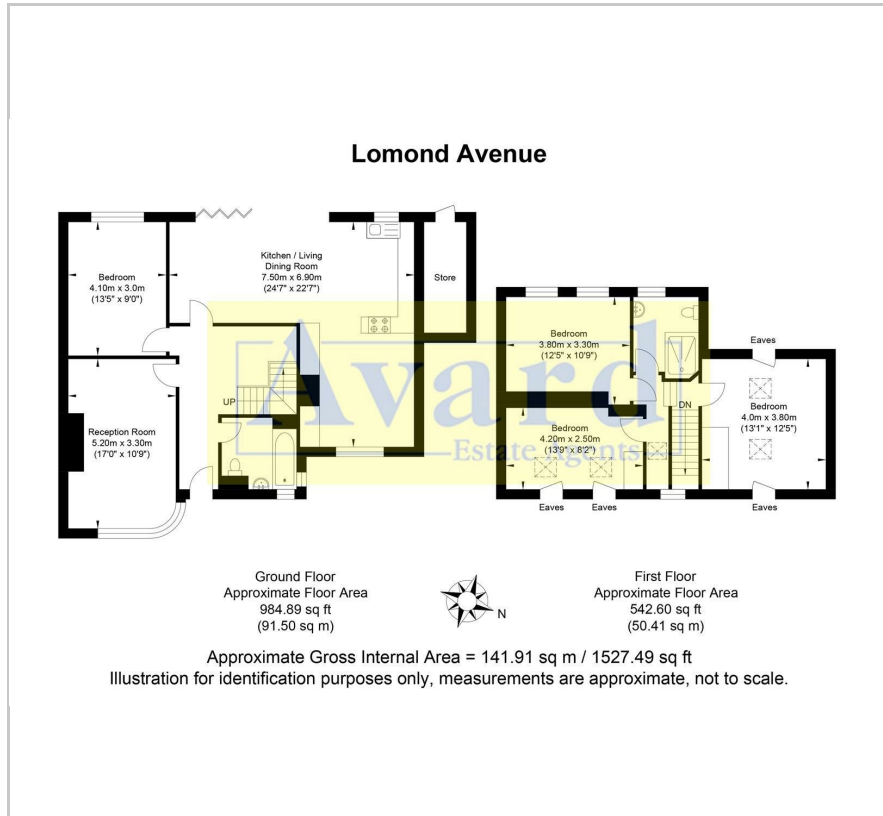 Lomond Avenue
Kitchen / Living
Dining Room
7.50m x 6.90m
(24'7" x 22'7")
Bedroom
4.10m x 3.0m
(13'5" x 9'0")
Store
UP
Reception Room
5.20m x 3.30m
(17'0" x 10'9")
Bedroom
3.80m x 3.30m
(12'5" x 10'9")
Eaves
DN
Bedroom
4.0m x 3.80m
(13'1" x 12'5")
Bedroom
4.20m x 2.50m
(13'9" x 8'2")
Eaves
Eaves
Eaves
Avard
Estate Agents
Ground Floor
Approximate Floor Area
984.89 sq ft
(91.50 sq m)
N
First Floor
Approximate Floor Area
542.60 sq ft
(50.41 sq m)
Approximate Gross Internal Area = 141.91 sq m / 1527.49 sq ft
Illustration for identification purposes only, measurements are approximate, not to scale.